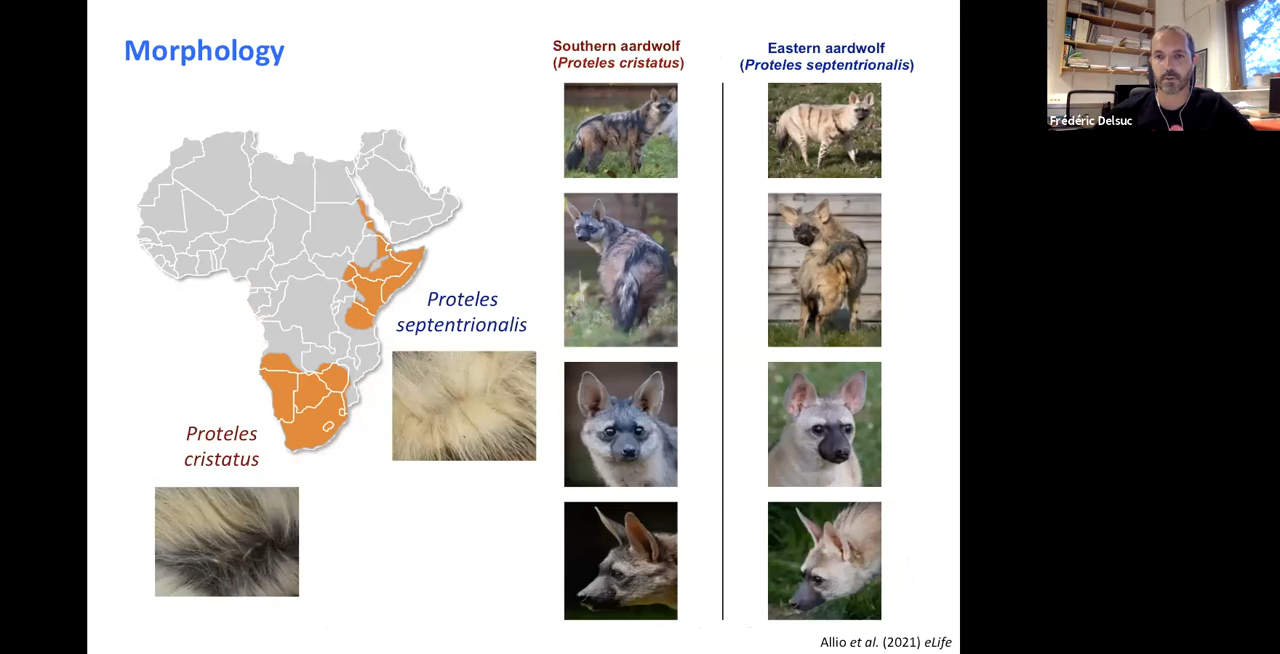 Morphology
Southern aardwolf
(Proteles cristatus)
Eastern aardwolf
(Proteles septentrionalis)
Proteles
septentrionalis
Proteles
cristatus
Allio et al. (2021) eLife
Frédéric Delsuc